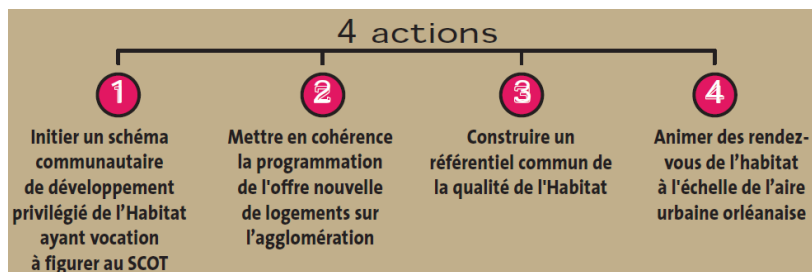 4 actions
1
Initier un schéma
communautaire
de développement
privilégié de l’Habitat
ayant vocation
à figurer au SCOT
2
Mettre en cohérence
la programmation
de l'offre nouvelle
de logements sur
l’agglomération
3
Construire un
référentiel commun de
la qualité de l'Habitat
4
Animer des rendez-
vous de l’habitat
à l'échelle de l’aire
urbaine orléanaise